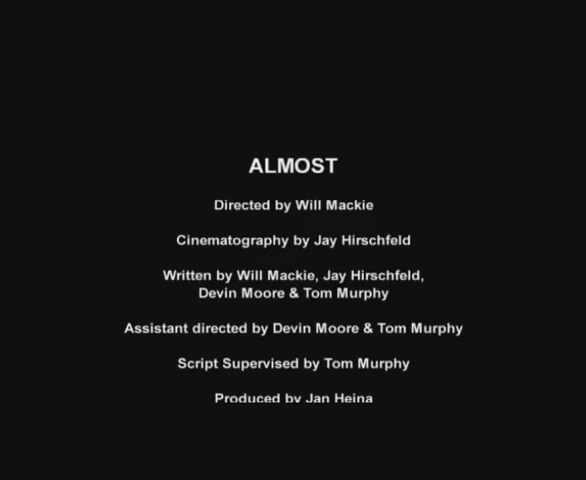 ALMOST
Directed by Will Mackie
Cinematography by Jay Hirschfeld
Written by Will Mackie, Jay Hirschfeld,
Devin Moore & Tom Murphy
Assistant directed by Devin Moore & Tom Murphy
Script Supervised by Tom Murphy
Produced by Jan Heina